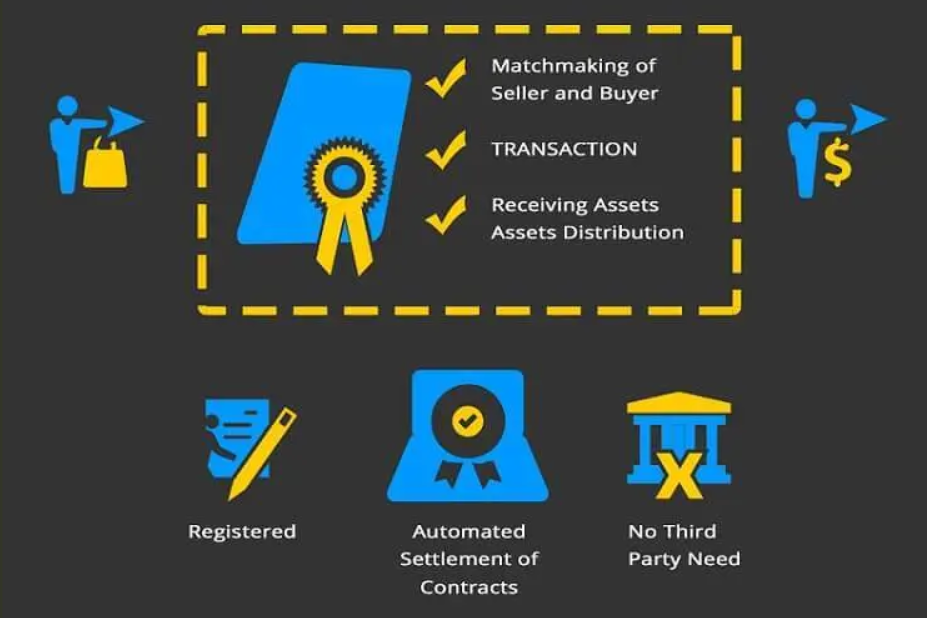 Matchmaking of
Seller and Buyer
TRANSACTION
Receiving Assets
Assets Distribution
$
Registered
Automated
Settlement of
Contracts
No Third
Party Need
X